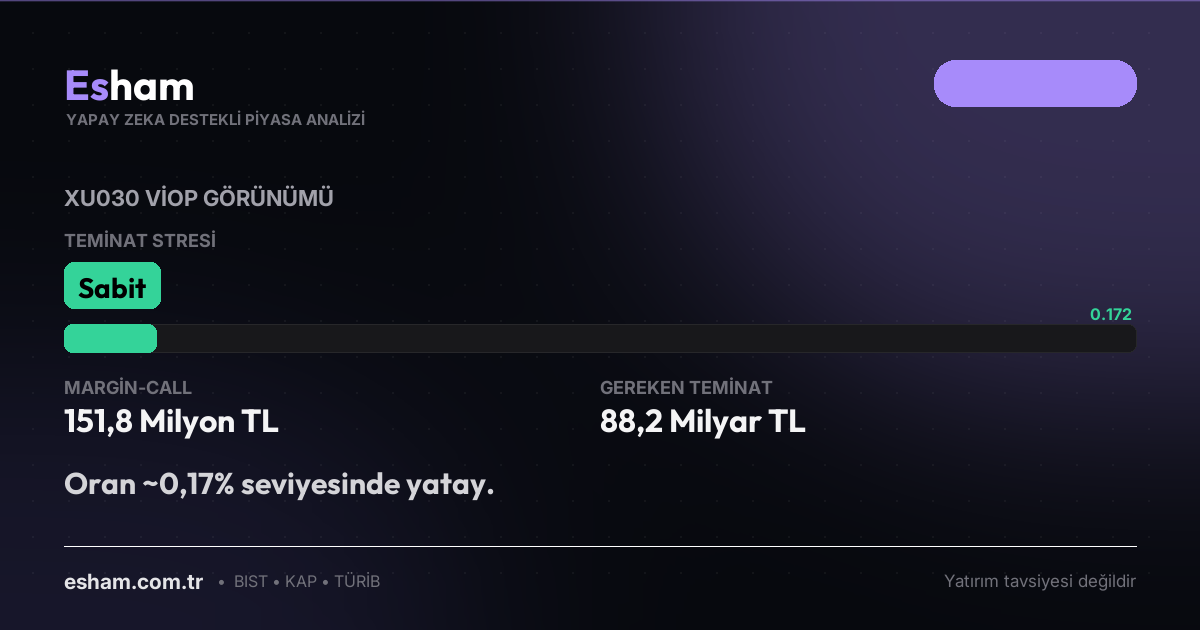 Esham
YAPAY ZEKA DESTEKLİ PİYASA ANALİZİ
XU030 VİOP GÖRÜNÜMÜ
TEMİNAT STRESİ
Sabit
0.172
MARGİN-CALL
151,8 Milyon TL
GEREKEN TEMİNAT
88,2 Milyar TL
Oran ~0,17% seviyesinde yatay.
esham.com.tr • BIST • KAP • TÜRİB
Yatırım tavsiyesi değildir